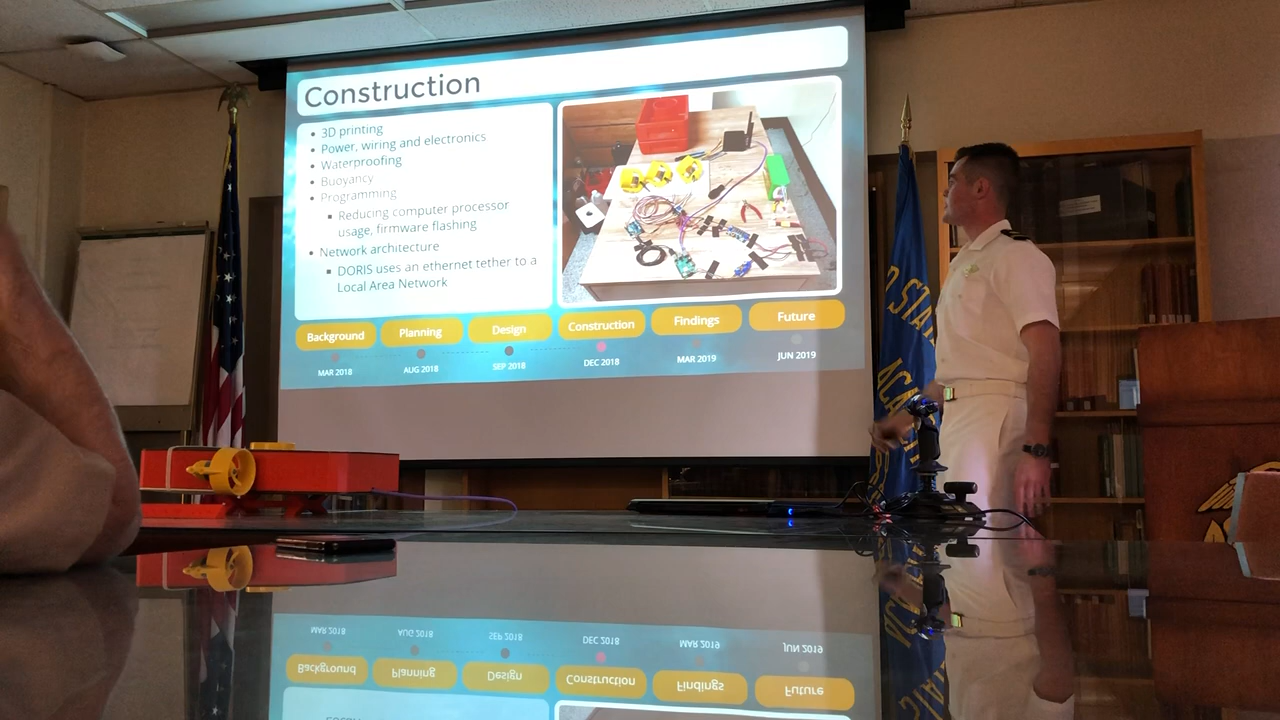 Construction
3D printing
Power, wiring and electronics
Waterproofing
Buoyancy
Programming
Reducing computer processor
usage, firmware flashing
Network architecture
DORIS uses an ethernet tether to a
Local Area Network
Background
Planning
Design
Construction
Findings
Future
MAR 2018
AUG 2018
SEP 2018
DEC 2018
MAR 2019
JUN 2019